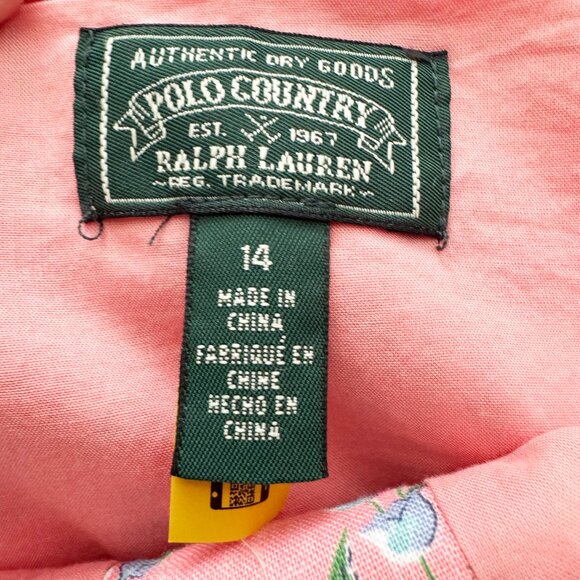 AUTHENTIC DRY GOODS
POLO COUNTRY
EST. 1967
RALPH LAUREN
~REG. TRADEMARK~
14
MADE IN
CHINA
FABRIQUÉ EN
CHINE
HECHO EN
CHINA